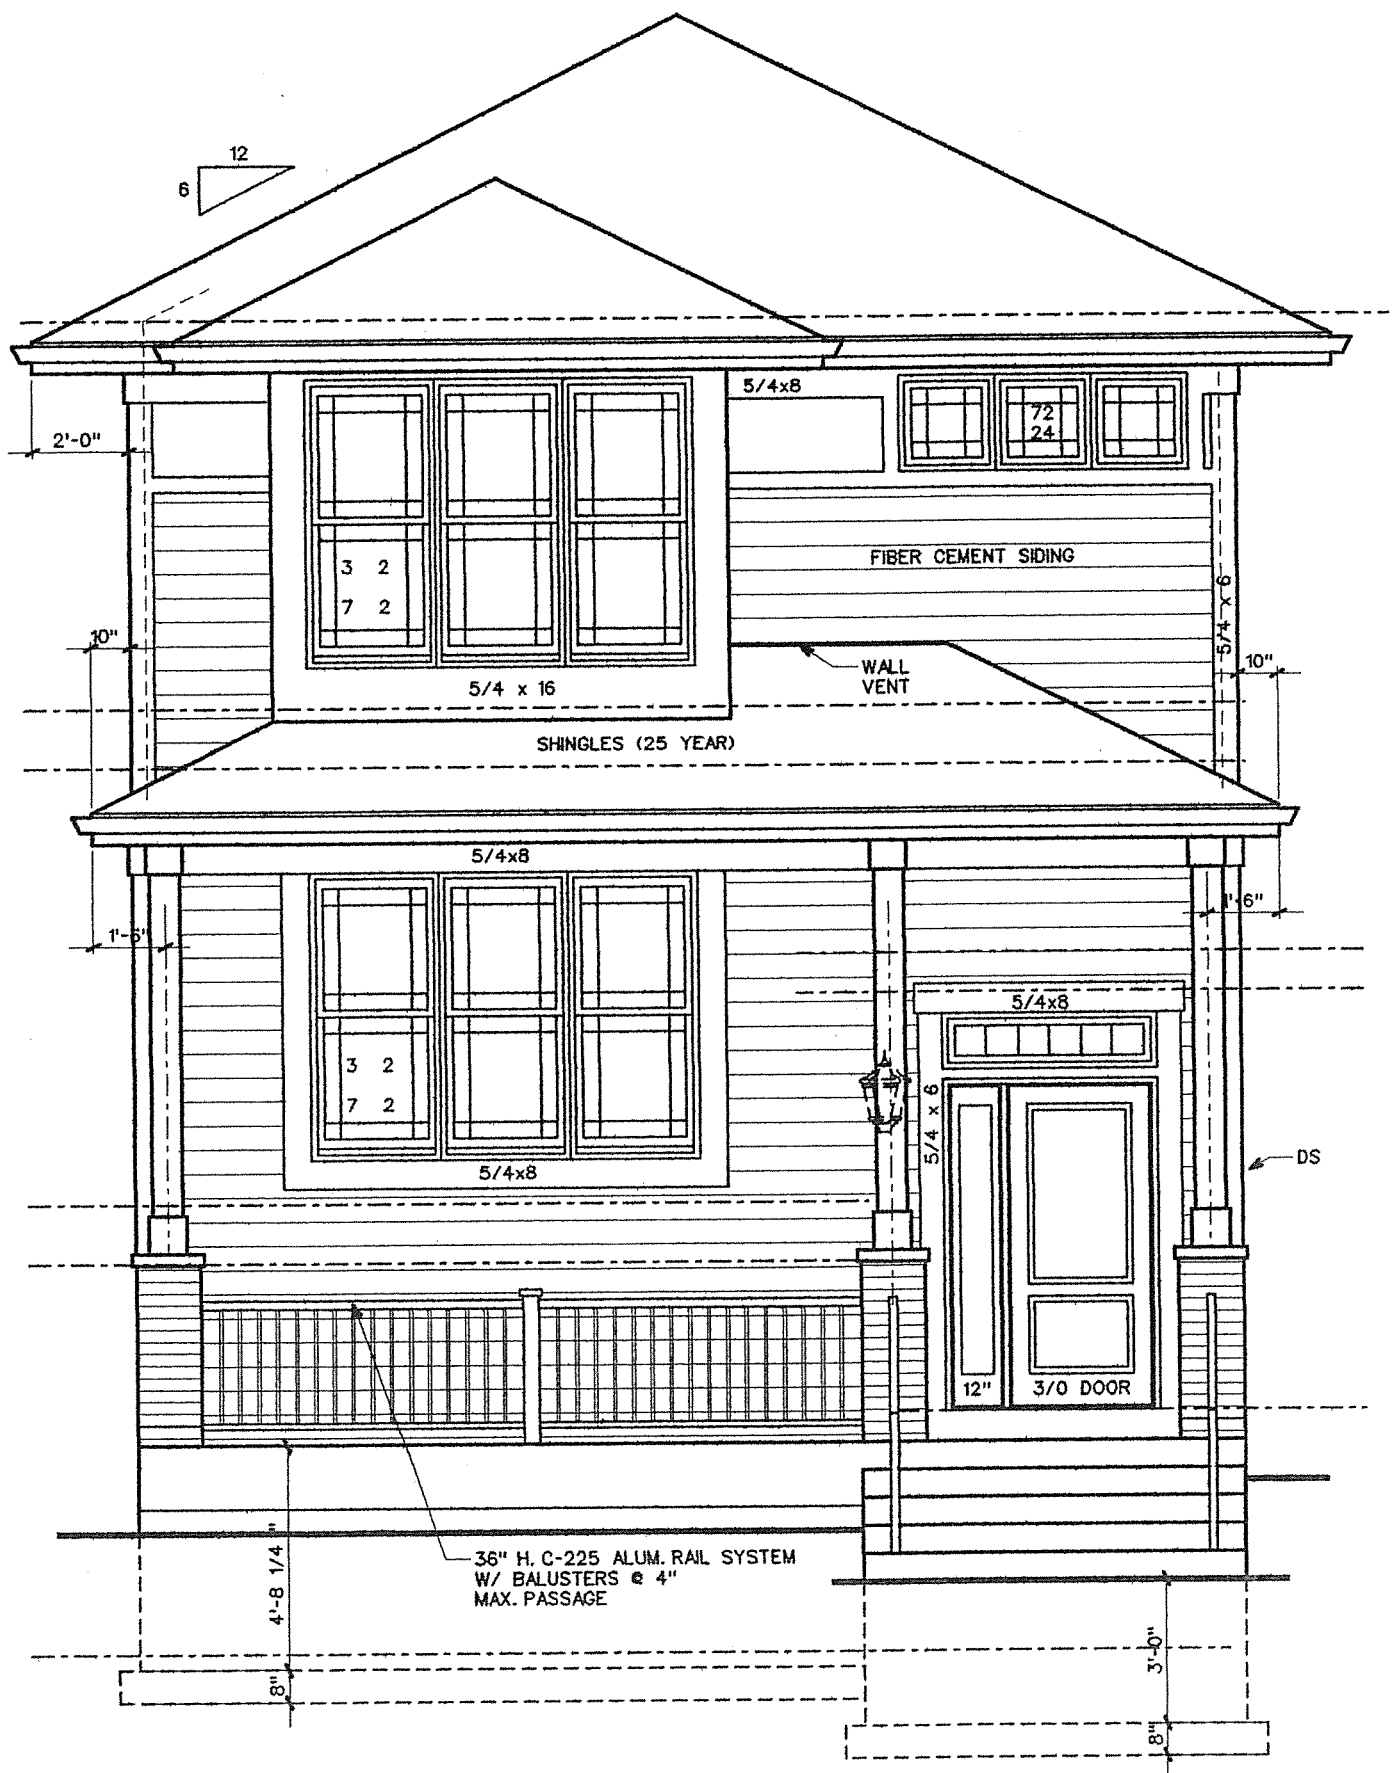 12
6
5/4x8
72
24
2'-0"
3 2
7 2
FIBER CEMENT SIDING
5/4 x 6
10"
WALL
VENT
10"
5/4 x 16
SHINGLES (25 YEAR)
5/4x8
1'-6"
1'-6"
5/4x8
3 2
7 2
5/4 x 6
5/4x8
DS
12"
3/0 DOOR
36" H. C-225 ALUM. RAIL SYSTEM
W/ BALUSTERS @ 4"
MAX. PASSAGE
4'-8 1/4"
8"
3'-0"
8"